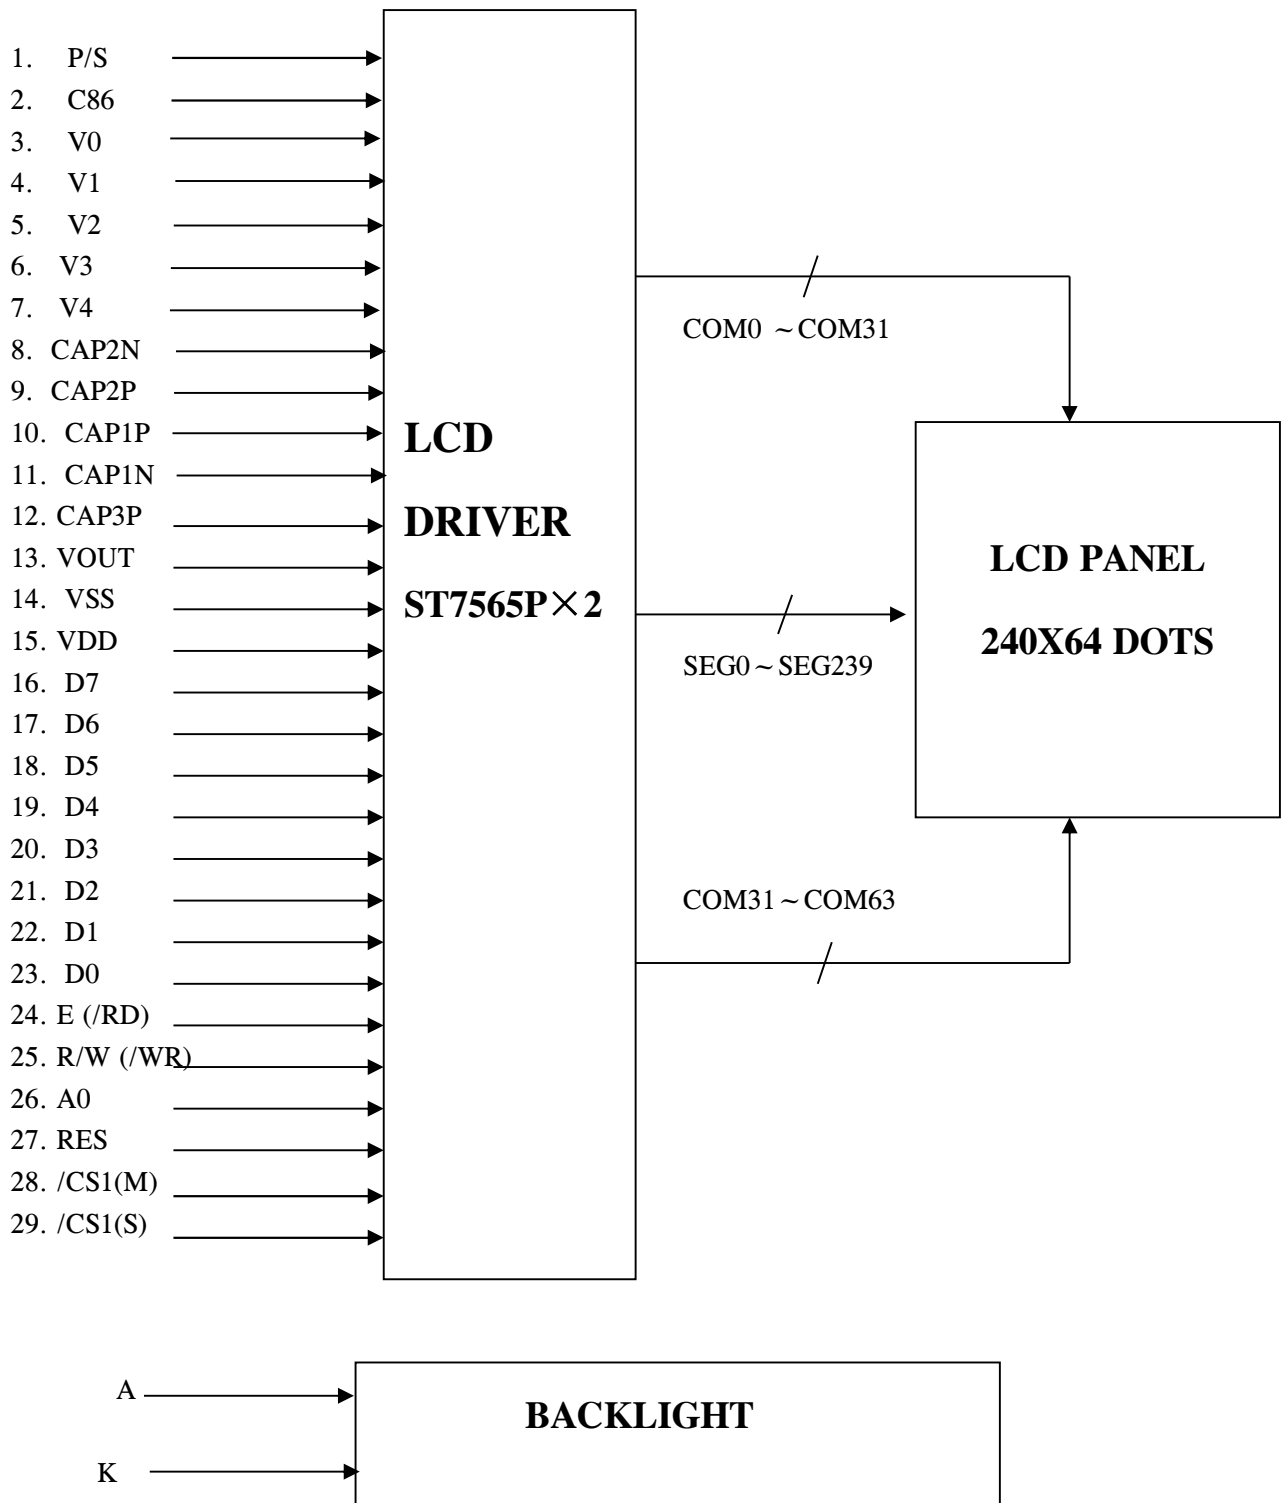 1. P/S
2. C86
3. V0
4. V1
5. V2
6. V3
7. V4
8. CAP2N
9. CAP2P
10. CAP1P
11. CAP1N
12. CAP3P
13. VOUT
14. VSS
15. VDD
16. D7
17. D6
18. D5
19. D4
20. D3
21. D2
22. D1
23. D0
24. E (/RD)
25. R/W (/WR)
26. A0
27. RES
28. /CS1(M)
29. /CS1(S)
LCD
DRIVER
ST7565P×2
COM0 ~COM31
SEG0~SEG239
COM31~COM63
LCD PANEL
240X64 DOTS
A
K
BACKLIGHT